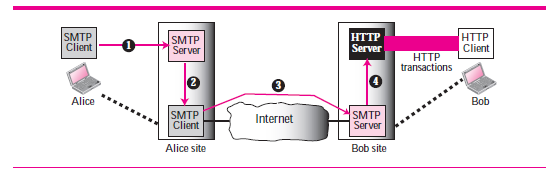 SMTP
Client
1
SMTP
Server
HTTP
Server
HTTP
transactions
HTTP
Client
2
3
4
Alice
Bob
SMTP
Client
Internet
SMTP
Server
Alice site
Bob site